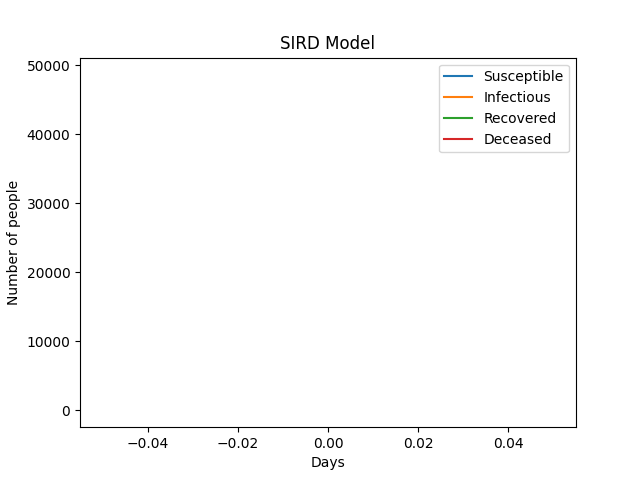 SIRD Model
50000
40000
30000
20000
10000
0
Number of people
Susceptible
Infectious
Recovered
Deceased
−0.04
−0.02
0.00
0.02
0.04
Days